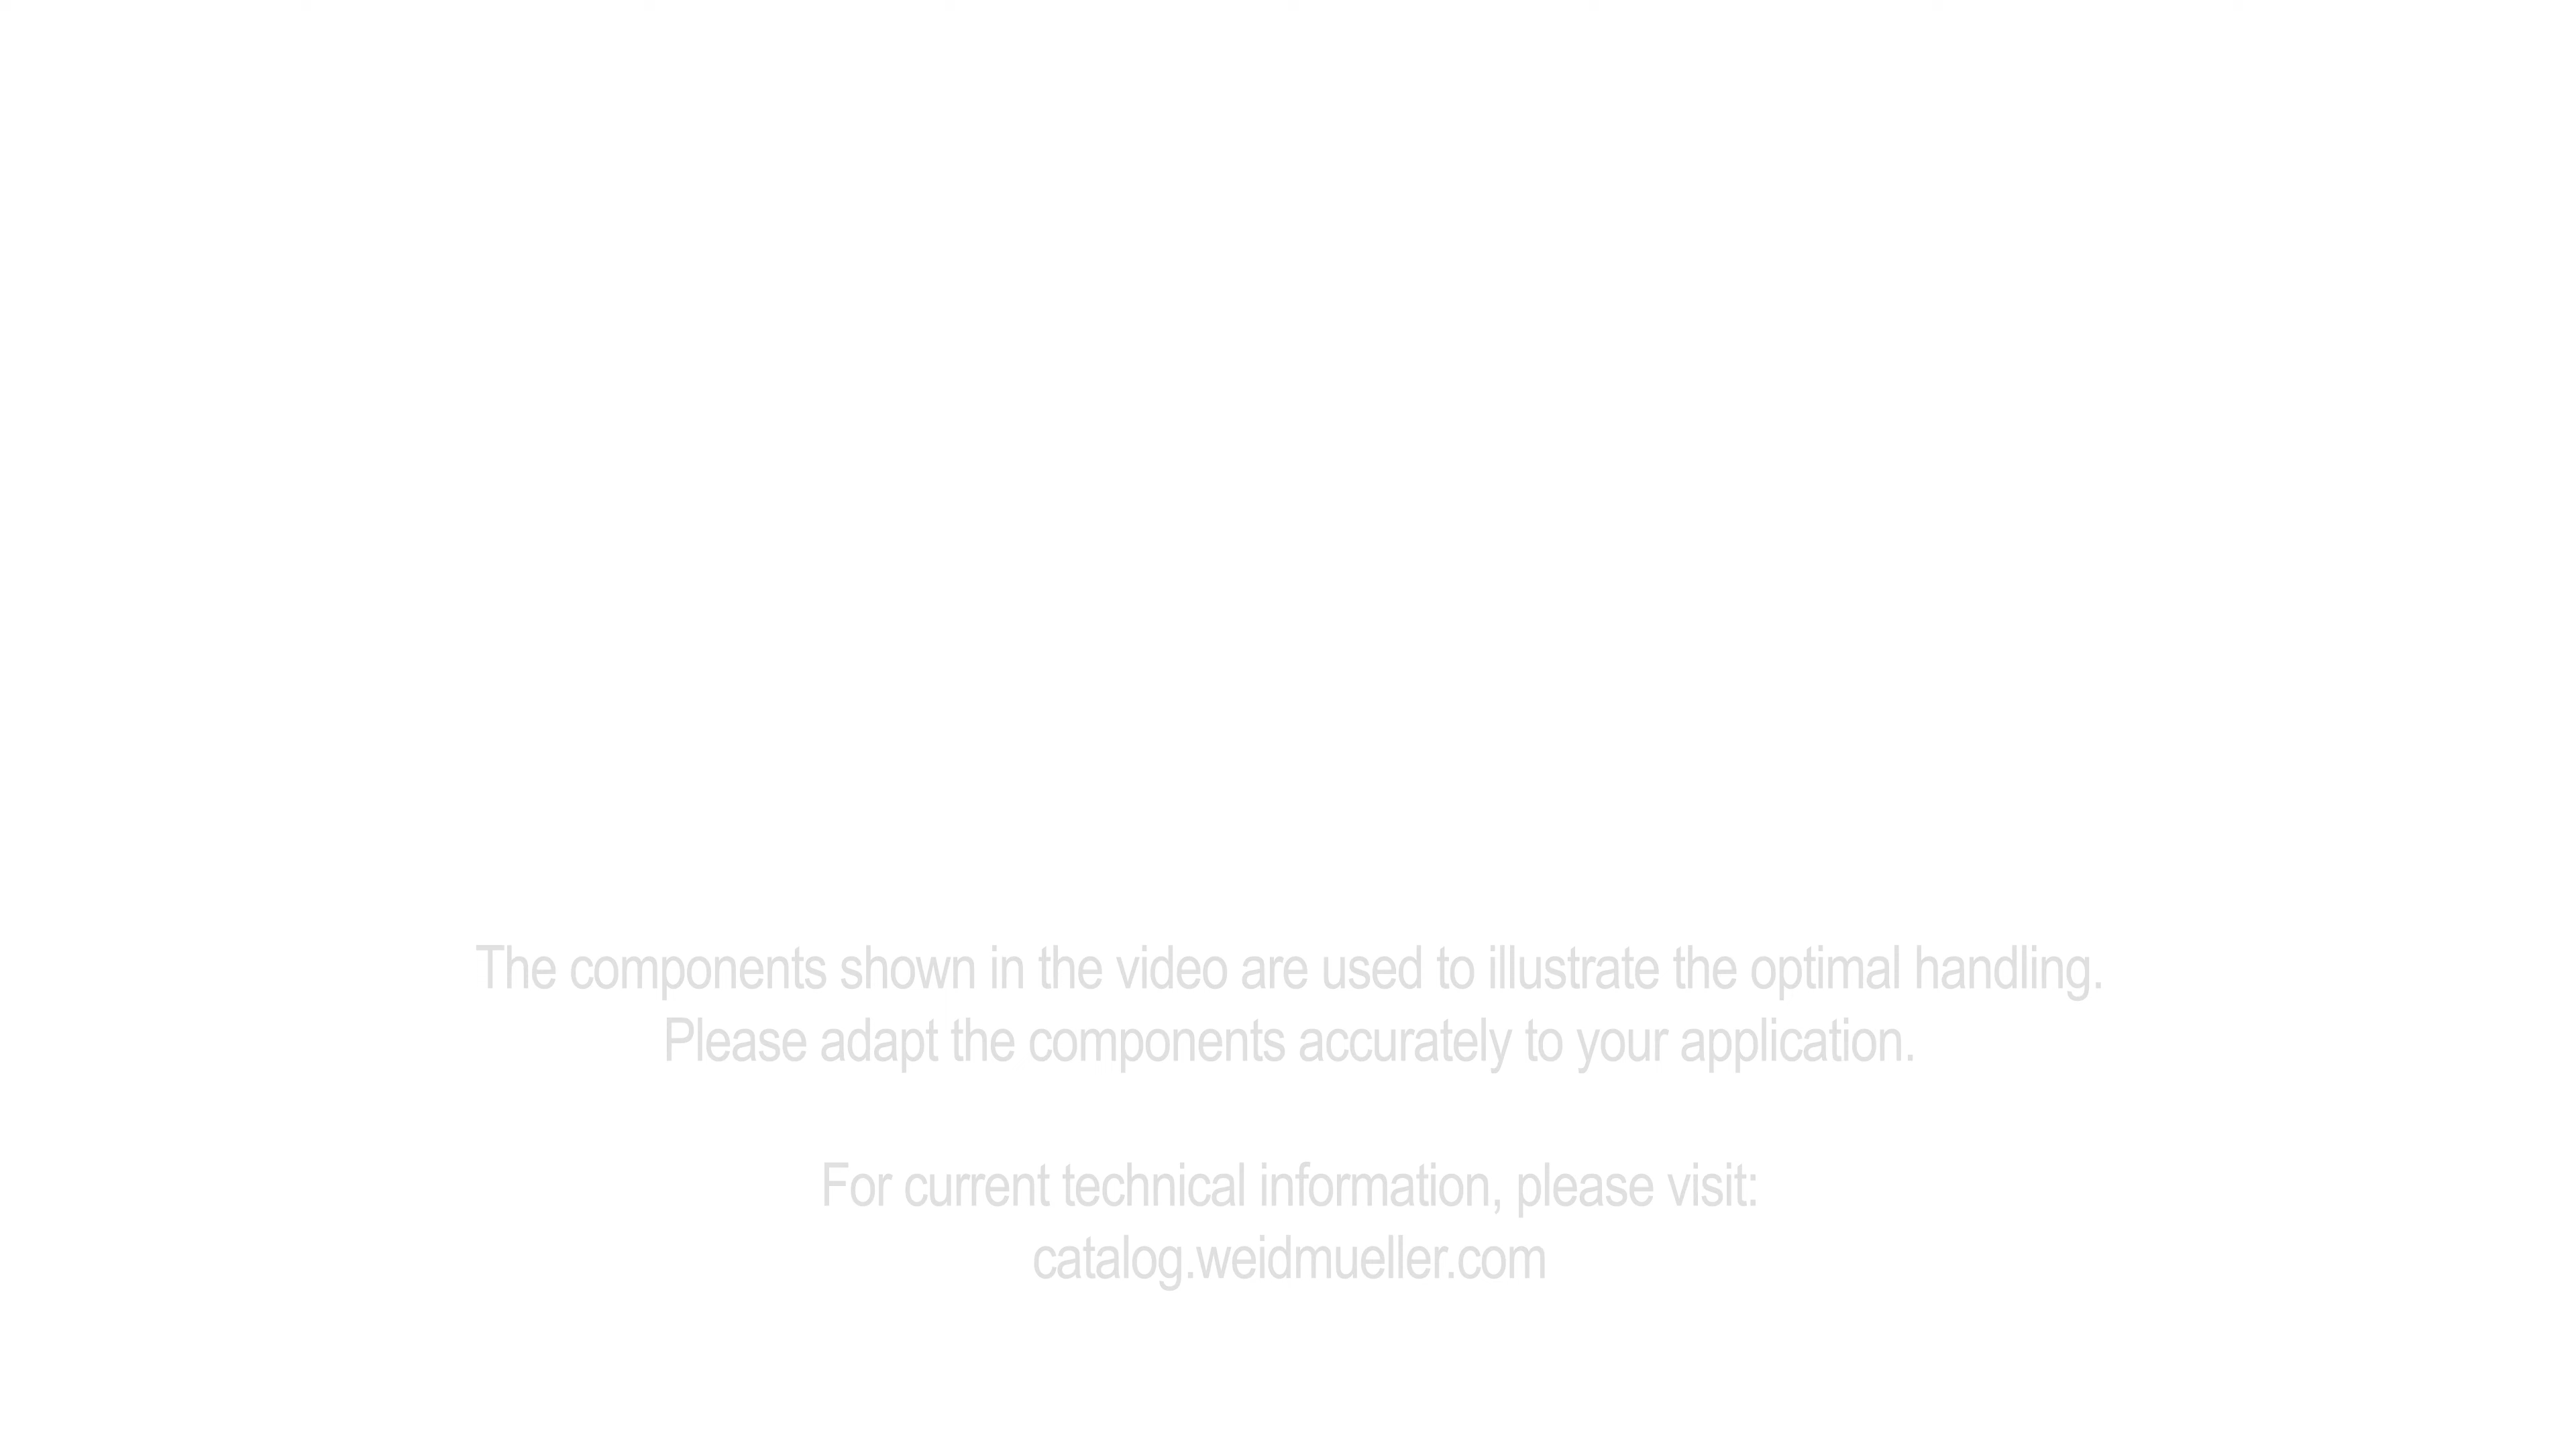 The components shown in the video are used to illustrate the optimal handling.
Please adapt the components accurately to your application.
For current technical information, please visit:
catalog.weidmueller.com